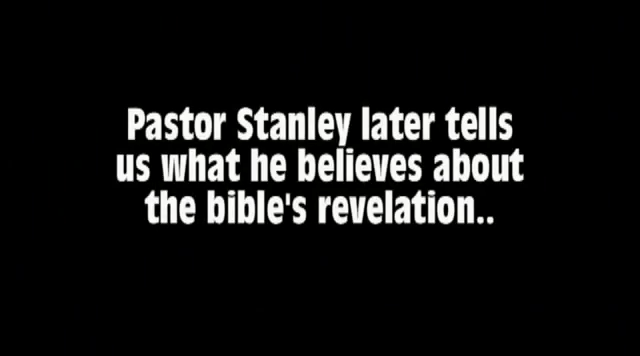 Pastor Stanley later tells
us what he believes about
the bible's revelation..